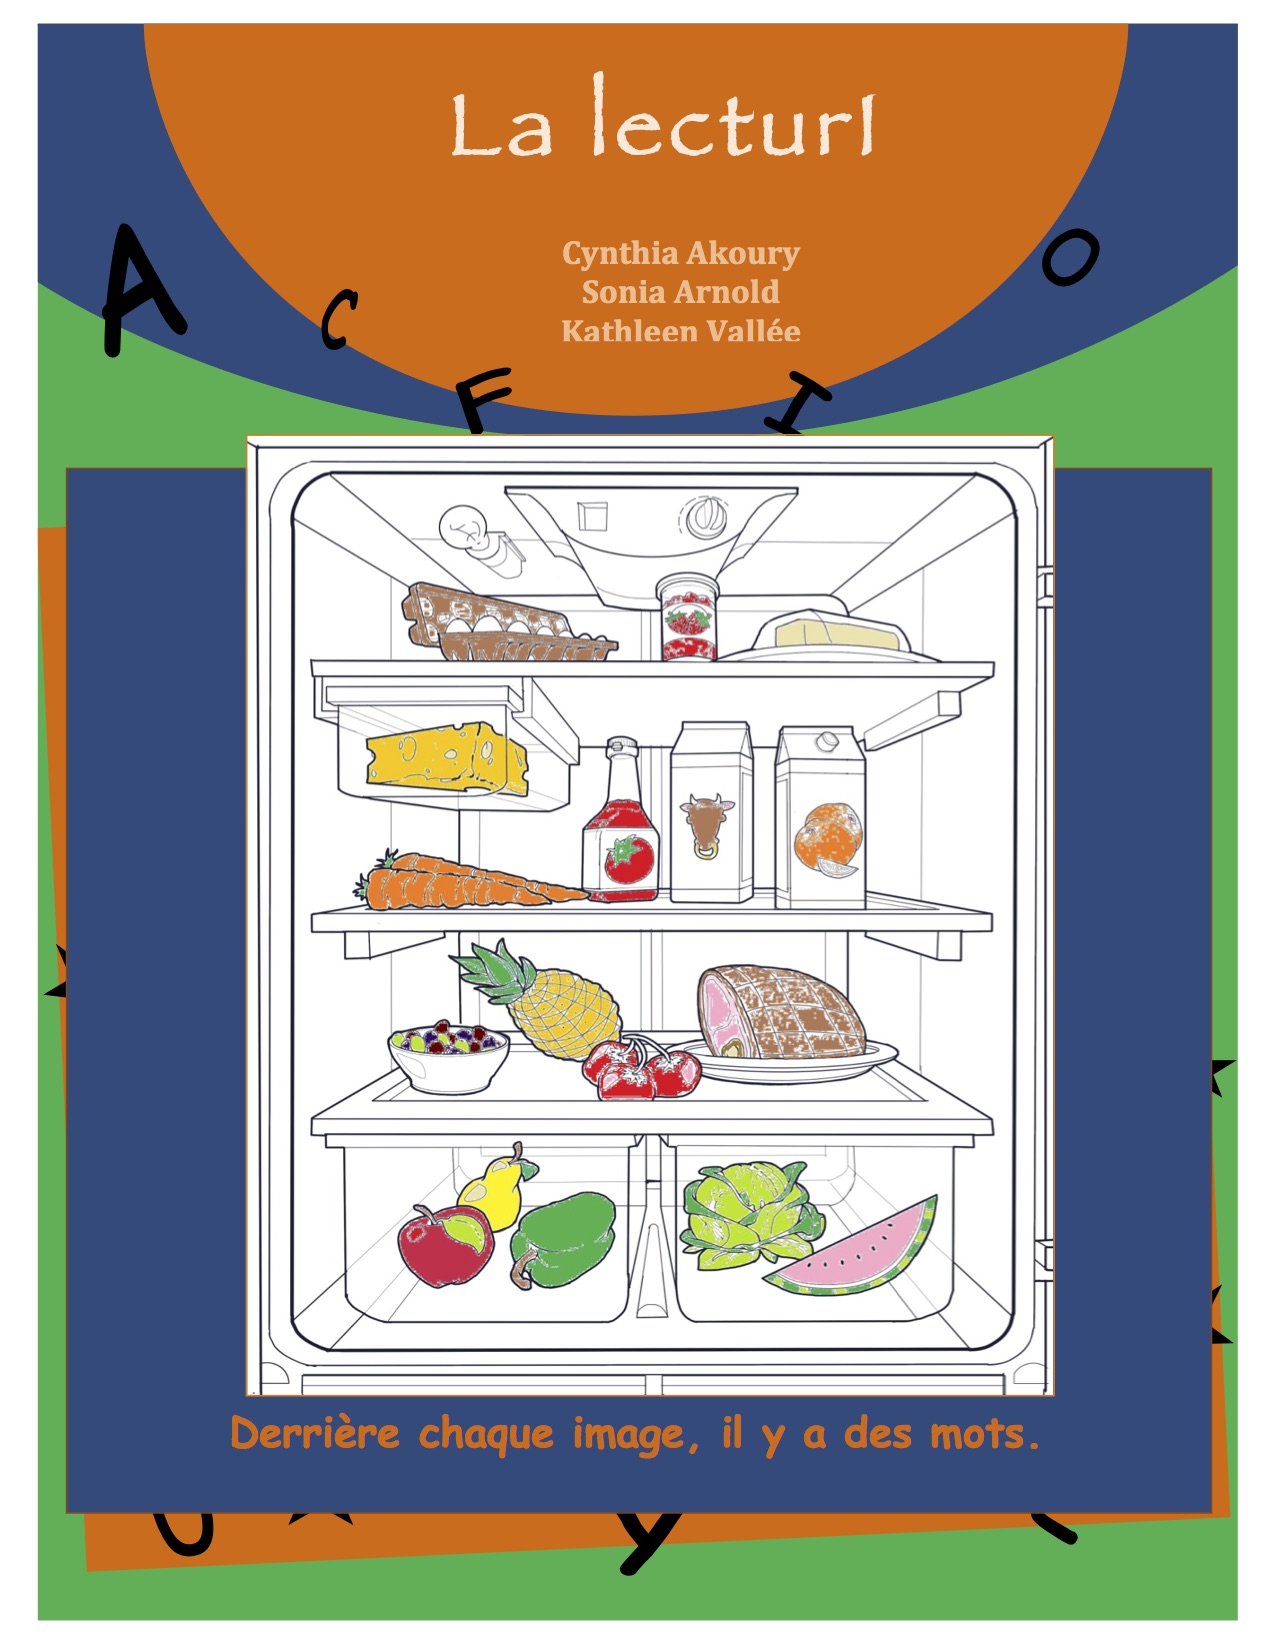 La lecturl
Cynthia Akoury
Sonia Arnold
Kathleen Vallée
A
C
O
F
I
Derrière chaque image, il y a des mots.
y